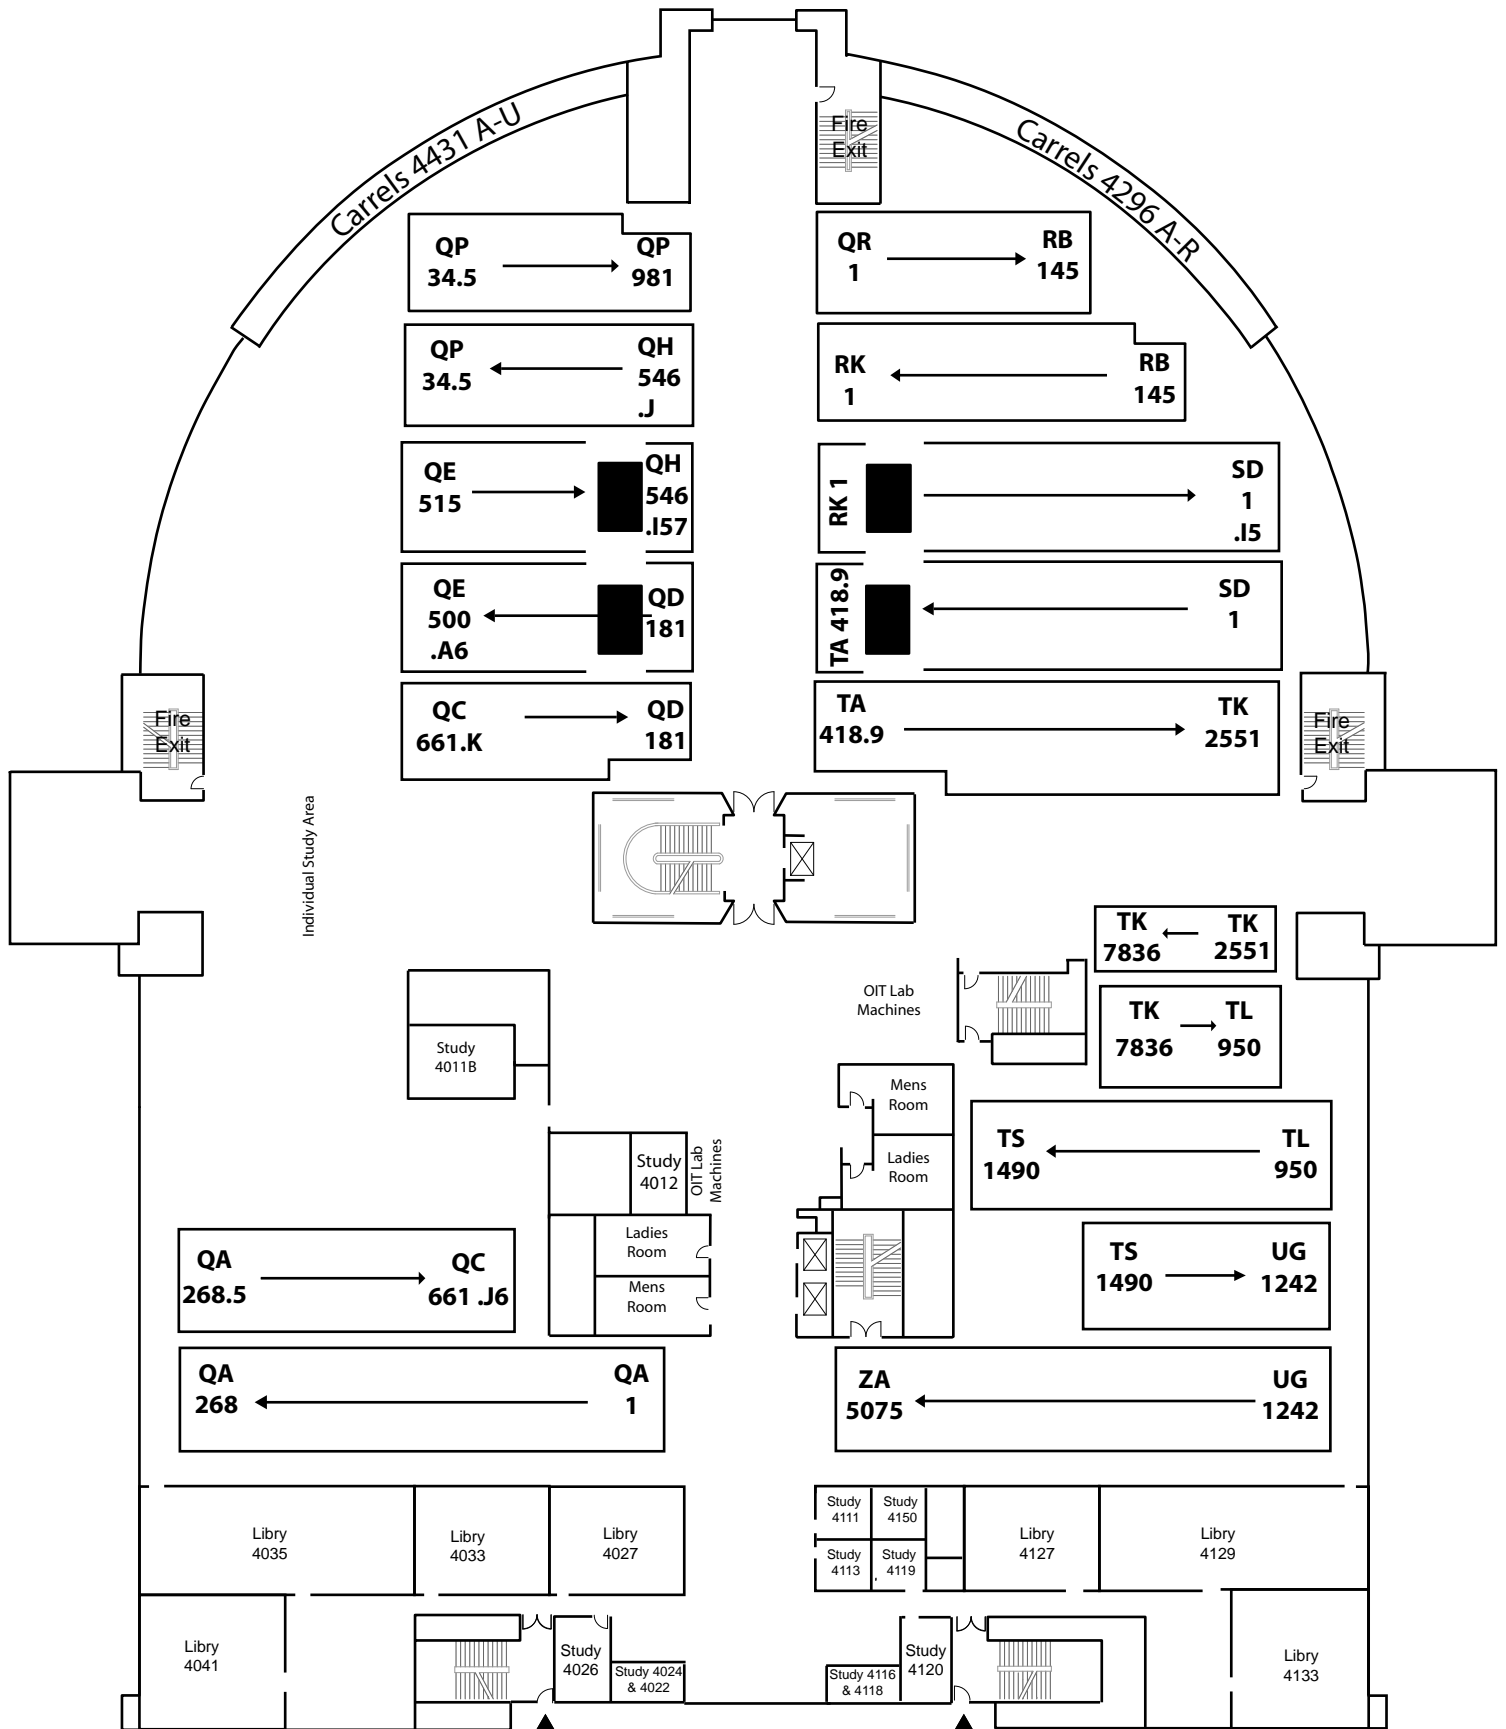 Carrels 4431 A-U
Carrels 4296 A-R
Fire
Exit
QP
34.5
QP
981
QR
1
RB
145
QP
34.5
QH
546
.J
RK
1
RB
145
QE
515
QH
546
.I57
RK 1
SD
1
.I5
QE
500
.A6
QD
181
TA 418.9
SD
1
QC
661.K
QD
181
TA
418.9
TK
2551
Fire
Exit
Fire
Exit
Individual Study Area
TK
7836
TK
2551
OIT Lab
Machines
TK
7836
TL
950
Study
4011B
Mens
Room
Ladies
Room
TS
1490
TL
950
Study
4012
OIT Lab
Machines
Ladies
Room
Mens
Room
QA
268.5
QC
661 .J6
TS
1490
UG
1242
QA
268
QA
1
ZA
5075
UG
1242
Libry
4035
Libry
4033
Libry
4027
Study
4111
Study
4150
Study
4113
Study
4119
Libry
4127
Libry
4129
Libry
4041
Study
4026
Study 4024
& 4022
Study 4116
& 4118
Study
4120
Libry
4133